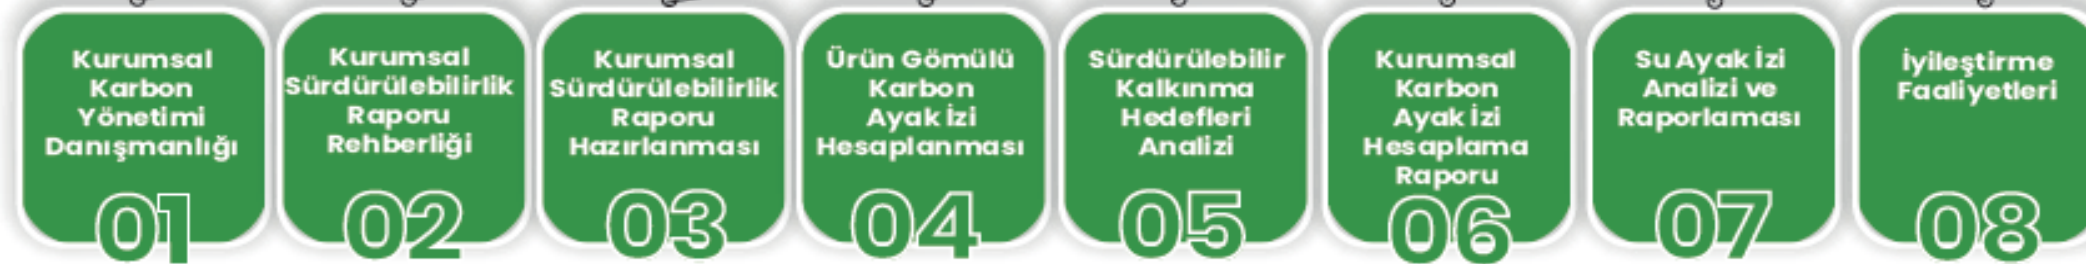 Kurumsal
Karbon
Yönetimi
Danışmanlığı
01
Kurumsal
Sürdürülebilirlik
Raporu
Rehberliği
02
Kurumsal
Sürdürülebilirlik
Raporu
Hazırlanması
03
Ürün Gömülü
Karbon
Ayak İzi
Hesaplanması
04
Sürdürülebilir
Kalkınma
Hedefleri
Analizi
05
Kurumsal
Karbon
Ayak İzi
Hesaplama
Raporu
06
Su Ayak İzi
Analizi ve
Raporlaması
07
İyileştirme
Faaliyetleri
08